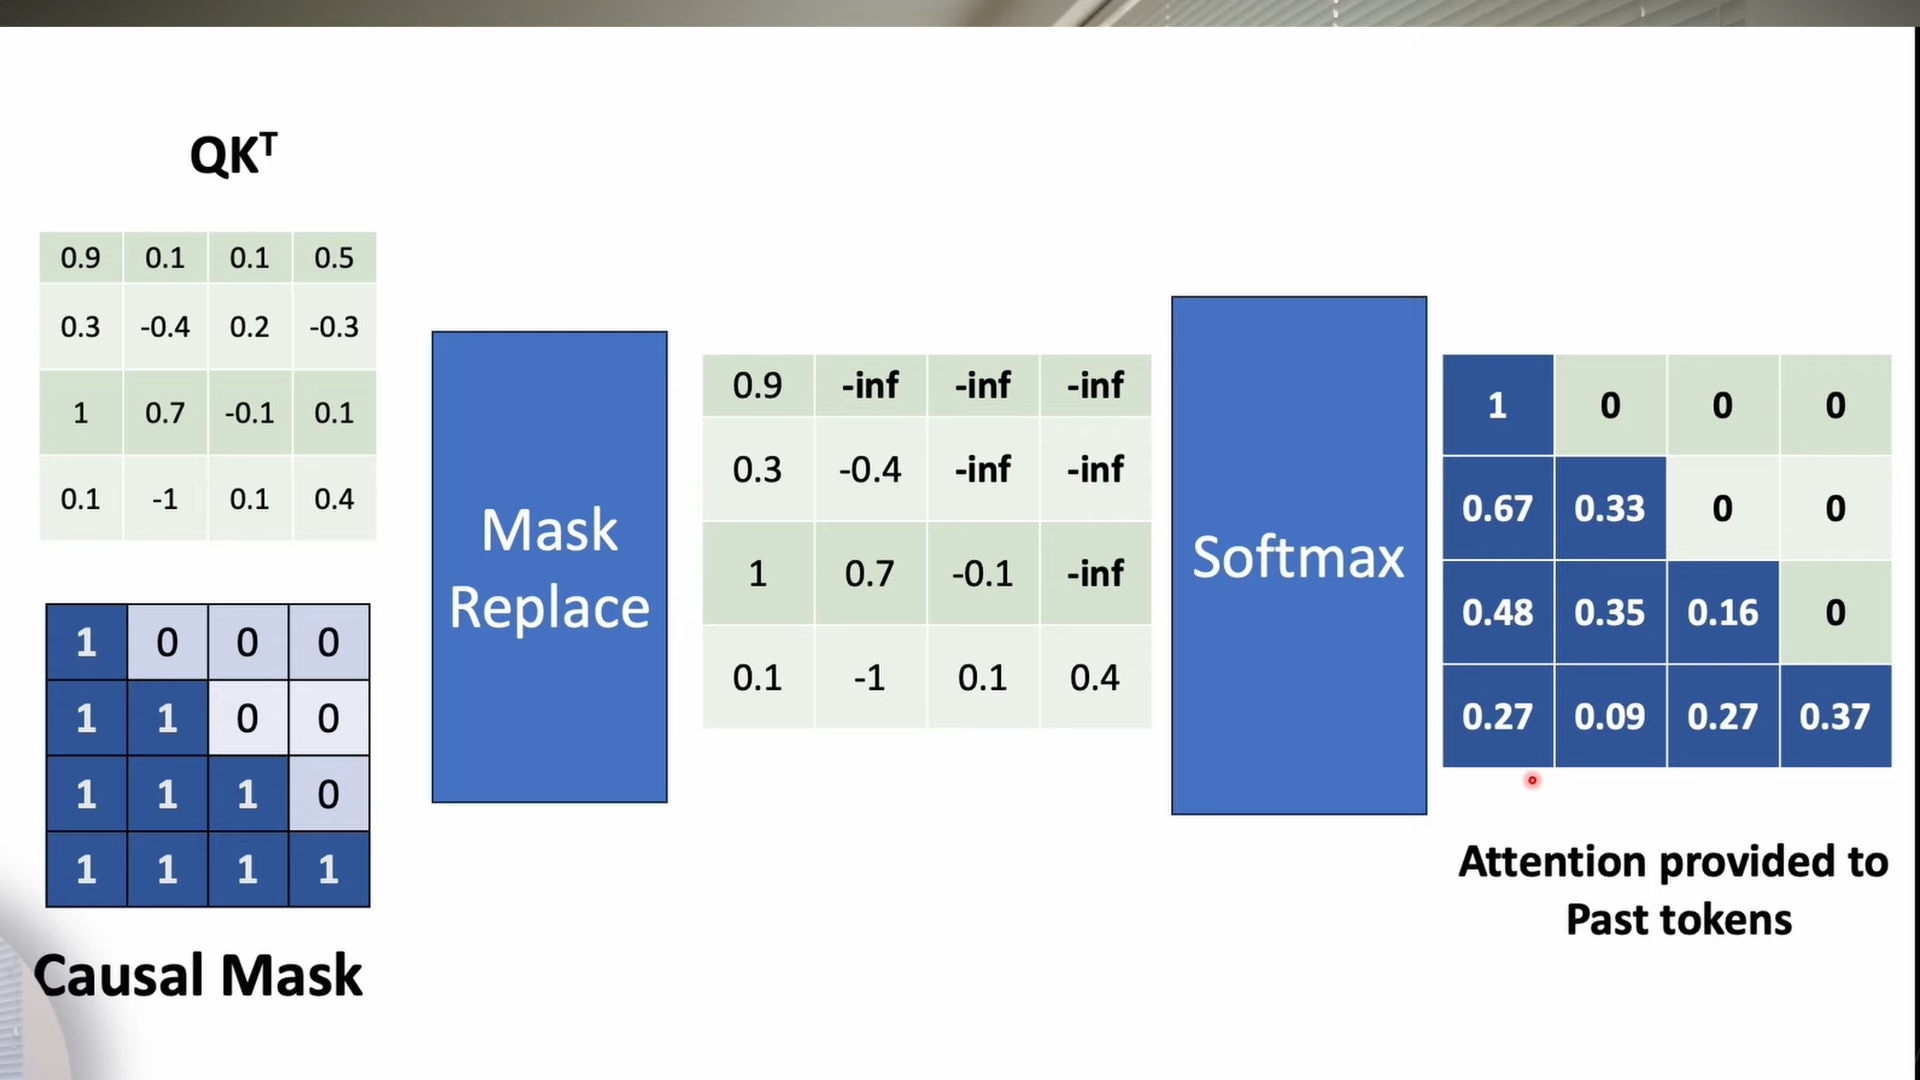 QKᵀ
0.9 0.1 0.1 0.5
0.3 -0.4 0.2 -0.3
1 0.7 -0.1 0.1
0.1 -1 0.1 0.4
1 0 0 0
1 1 0 0
1 1 1 0
1 1 1 1
Causal Mask
Mask
Replace
0.9 -inf -inf -inf
0.3 -0.4 -inf -inf
1 0.7 -0.1 -inf
0.1 -1 0.1 0.4
Softmax
1 0 0 0
0.67 0.33 0 0
0.48 0.35 0.16 0
0.27 0.09 0.27 0.37
Attention provided to
Past tokens